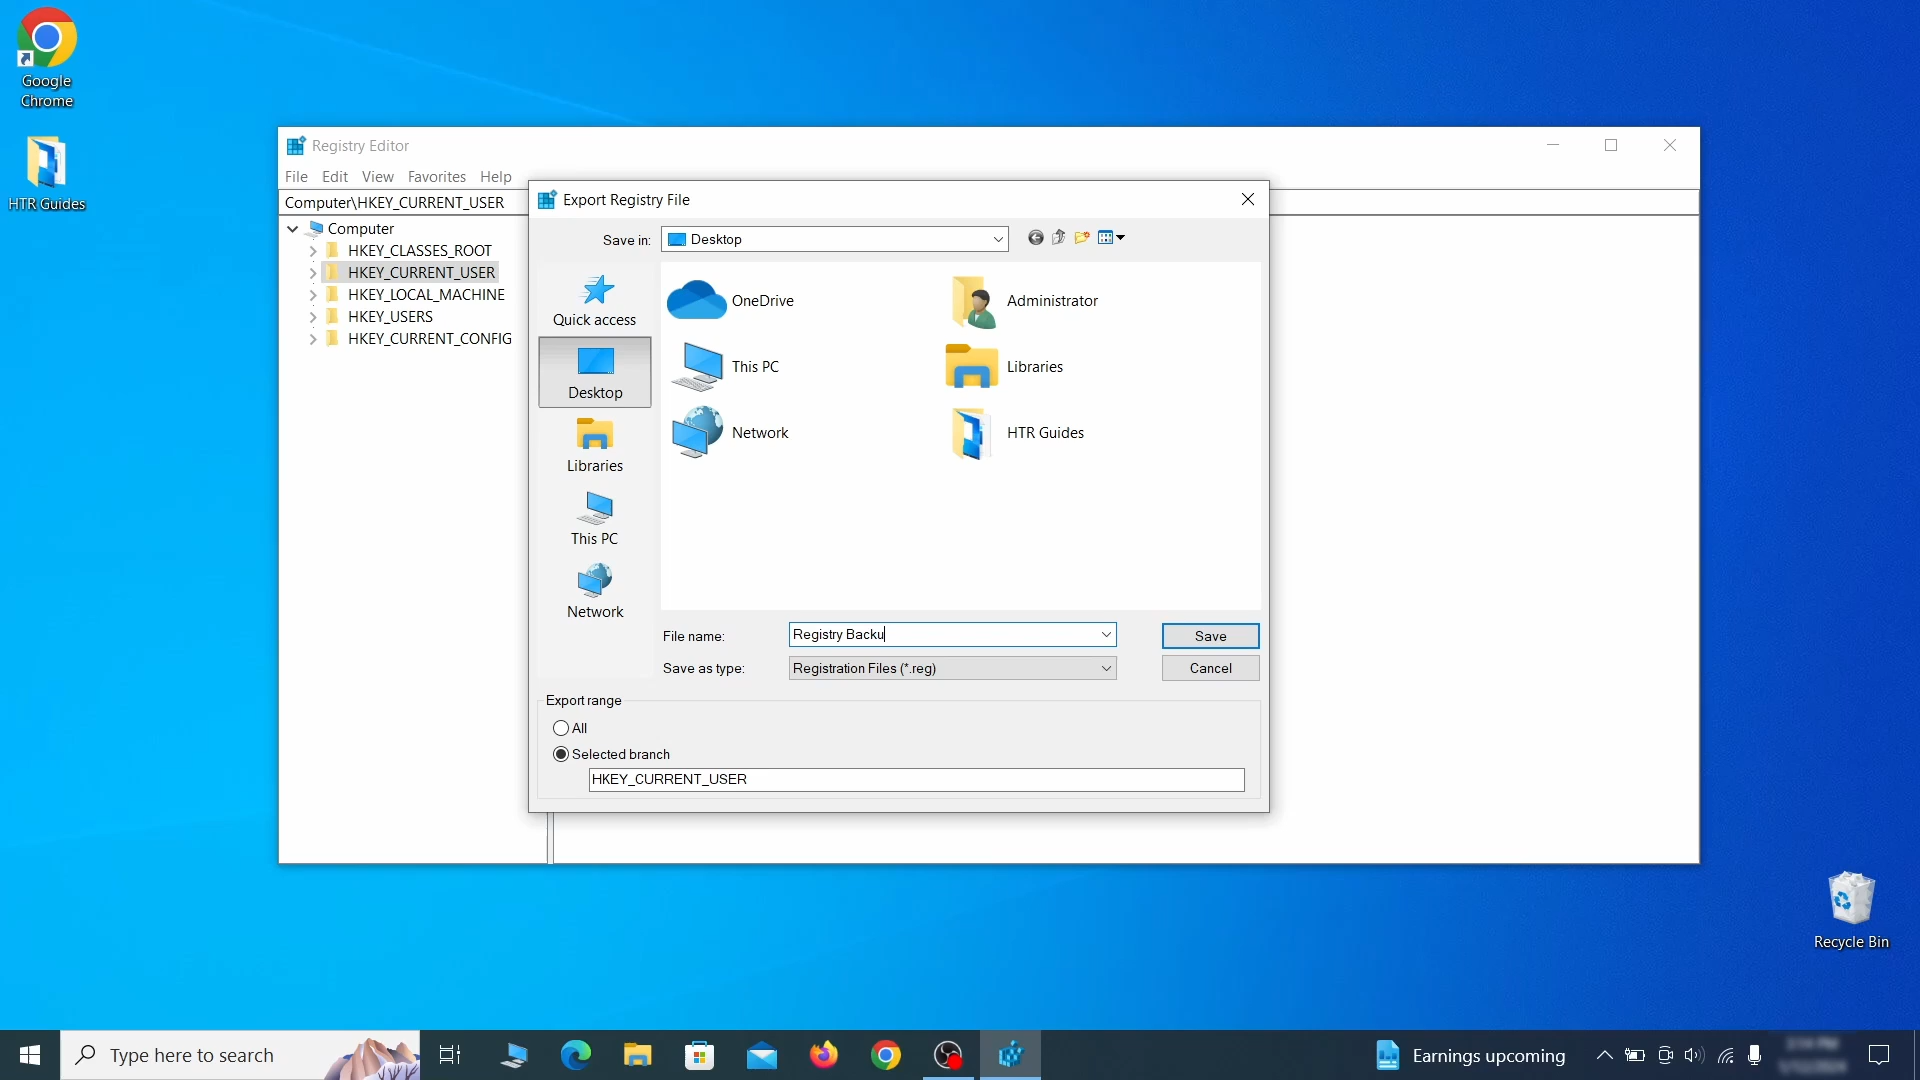 Google
Chrome
HTR Guides
Registry Editor
File Edit View Favorites Help
Computer\HKEY_CURRENT_USER
Computer
HKEY_CLASSES_ROOT
HKEY_CURRENT_USER
HKEY_LOCAL_MACHINE
HKEY_USERS
HKEY_CURRENT_CONFIG
Export Registry File
Save in: Desktop
Quick access
Desktop
Libraries
This PC
Network
OneDrive
Administrator
This PC
Libraries
Network
HTR Guides
File name: Registry Backu
Save
Save as type: Registration Files (*.reg)
Cancel
Export range
All
Selected branch
HKEY_CURRENT_USER
Recycle Bin
Type here to search
Earnings upcoming